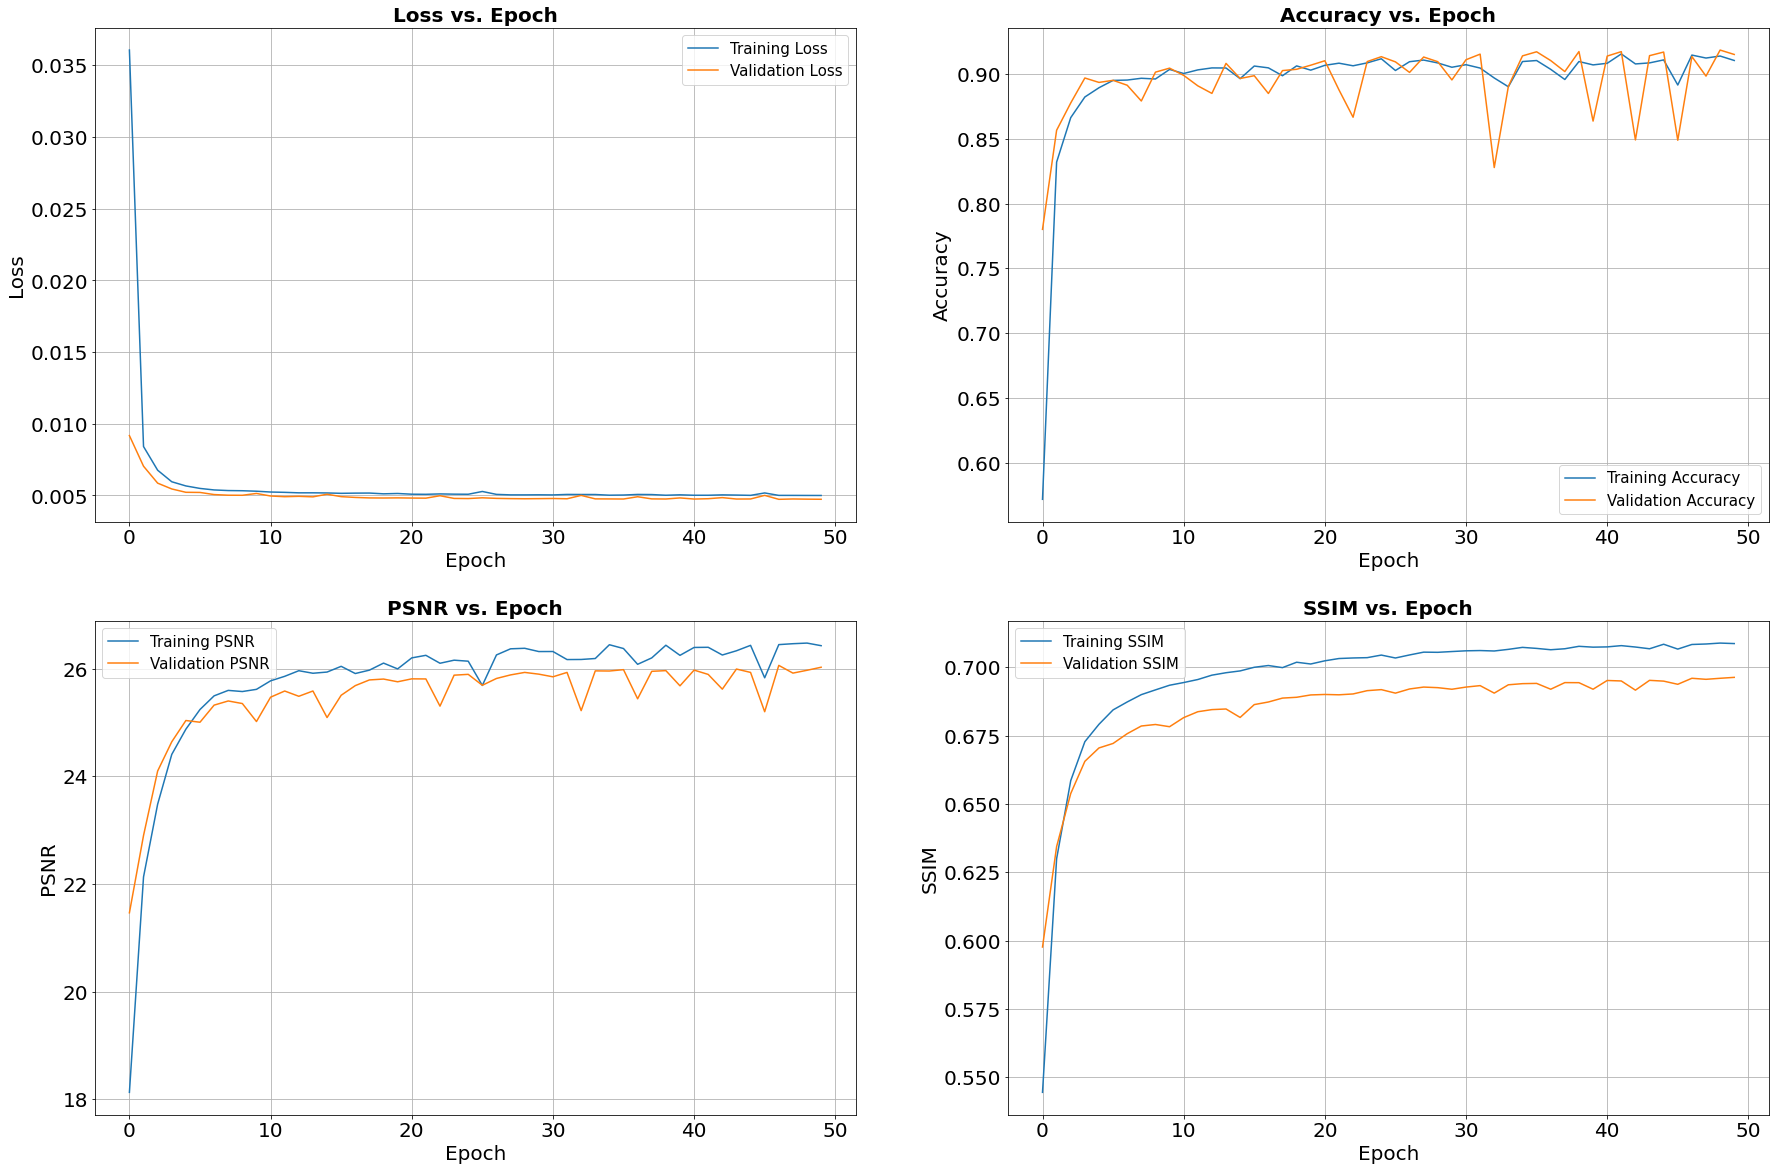 Loss vs. Epoch
Training Loss
Validation Loss
0.035
0.030
0.025
0.020
0.015
0.010
0.005
Loss
0 10 20 30 40 50
Epoch
Accuracy vs. Epoch
0.90
0.85
0.80
0.75
0.70
0.65
0.60
Accuracy
Training Accuracy
Validation Accuracy
0 10 20 30 40 50
Epoch
PSNR vs. Epoch
Training PSNR
Validation PSNR
26
24
22
20
18
PSNR
0 10 20 30 40 50
Epoch
SSIM vs. Epoch
Training SSIM
Validation SSIM
0.700
0.675
0.650
0.625
0.600
0.575
0.550
SSIM
0 10 20 30 40 50
Epoch